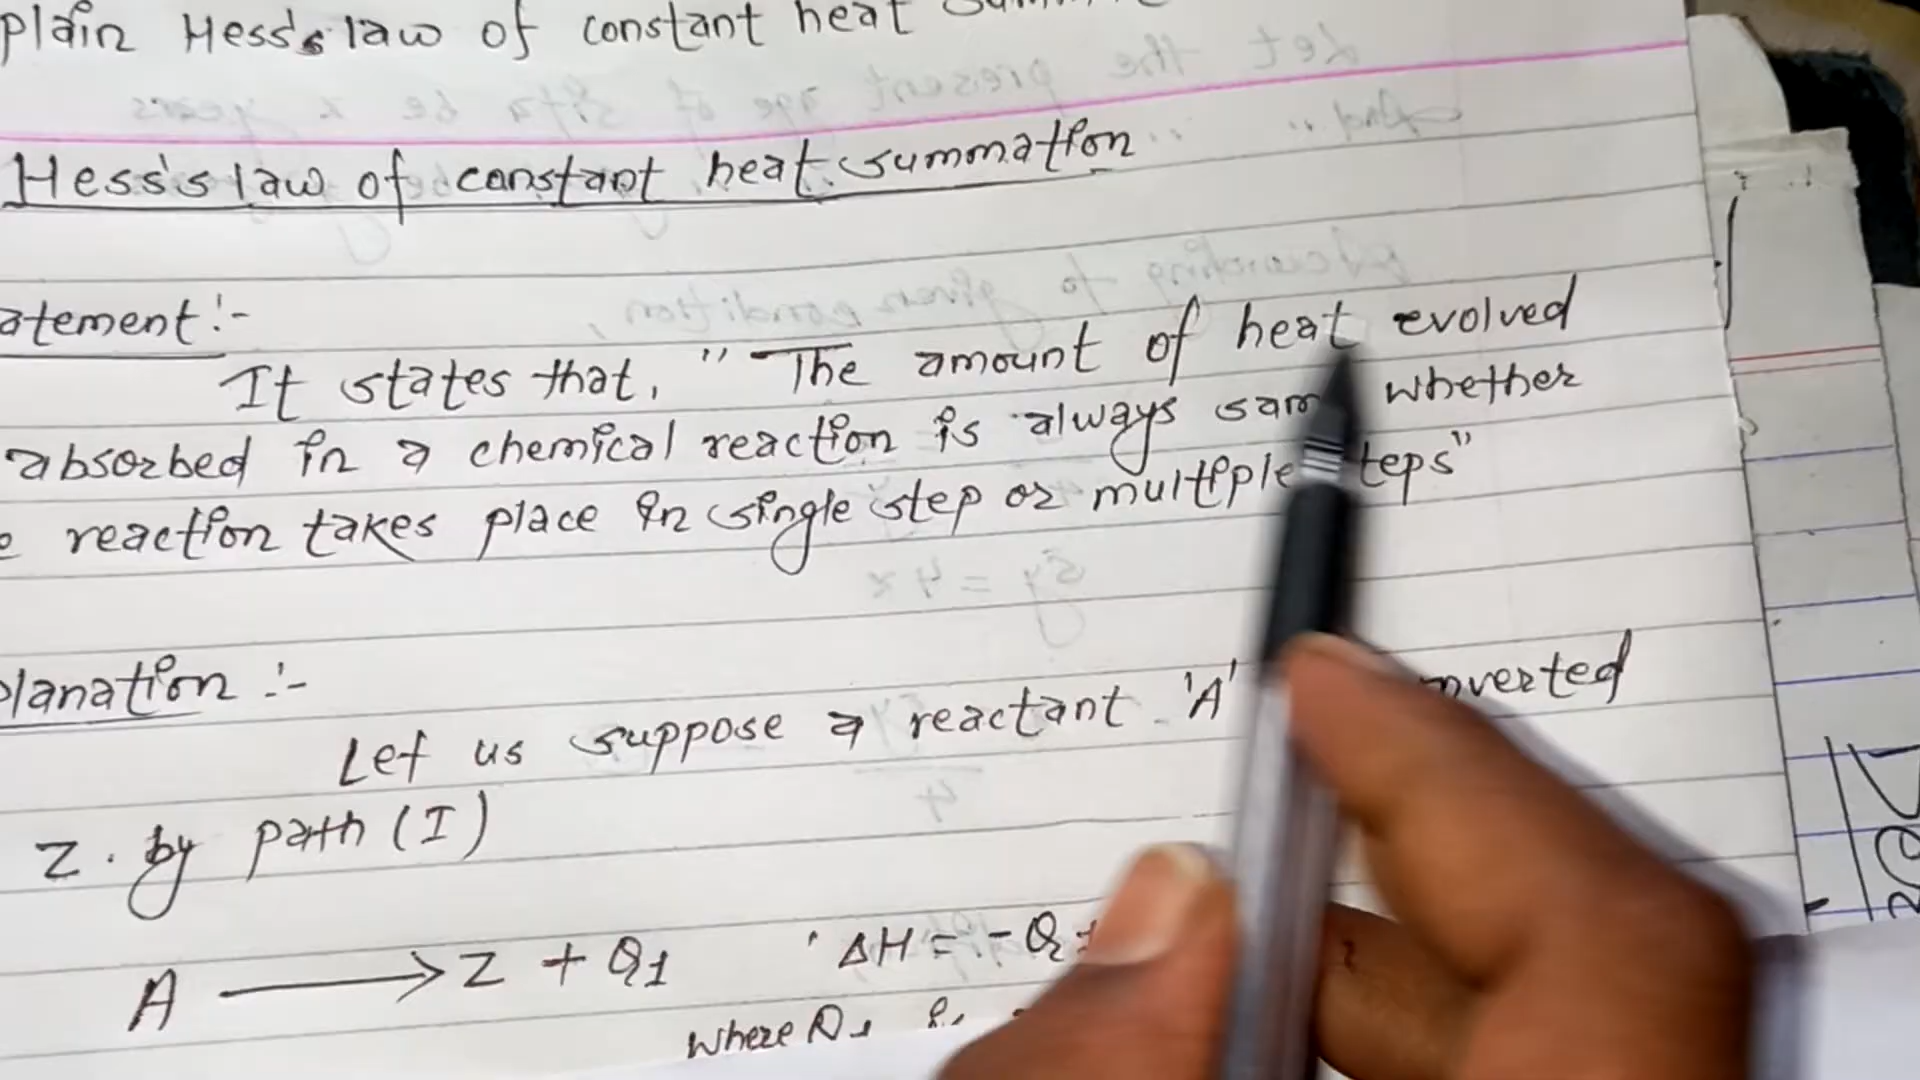 plain Hess's law of constant heat
Hess's law of constant heat summation
atement :-
It states that, " The amount of heat evolved
absorbed in a chemical reaction is always sam whether
e reaction takes place in single step or multiple teps"
planation :-
Let us suppose a reactant 'A' nverted
Z. by path (I)
A ⟶ Z + Q1 ΔH = -Q1
where Q1